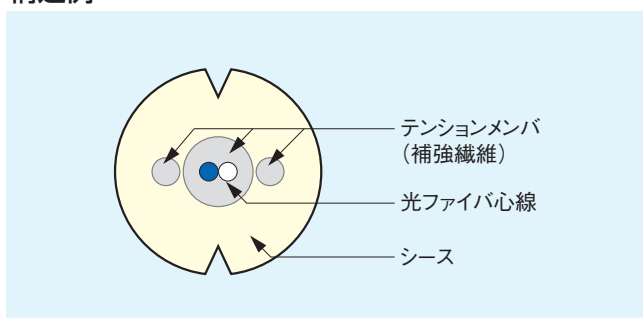 構造例
テンションメンバ
（補強繊維）
光ファイバ心線
シース